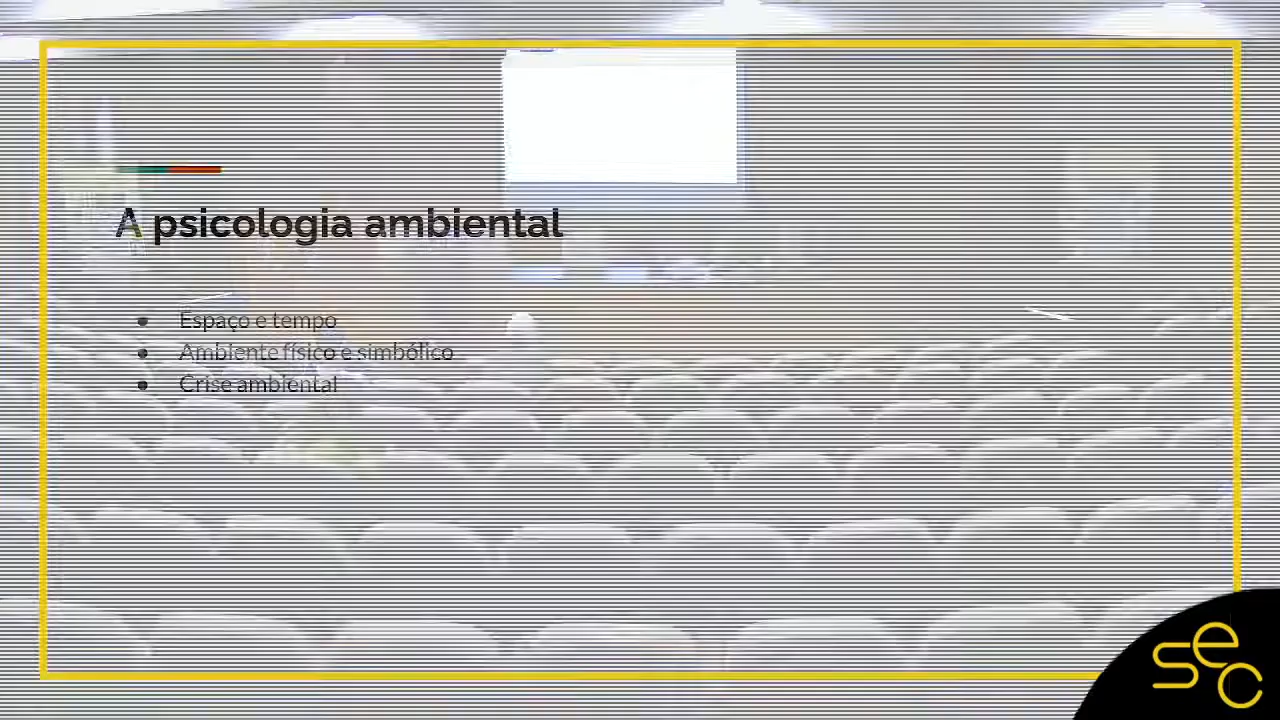 A psicologia ambiental
Espaço e tempo
Ambiente físico e simbólico
Crise ambiental
sec